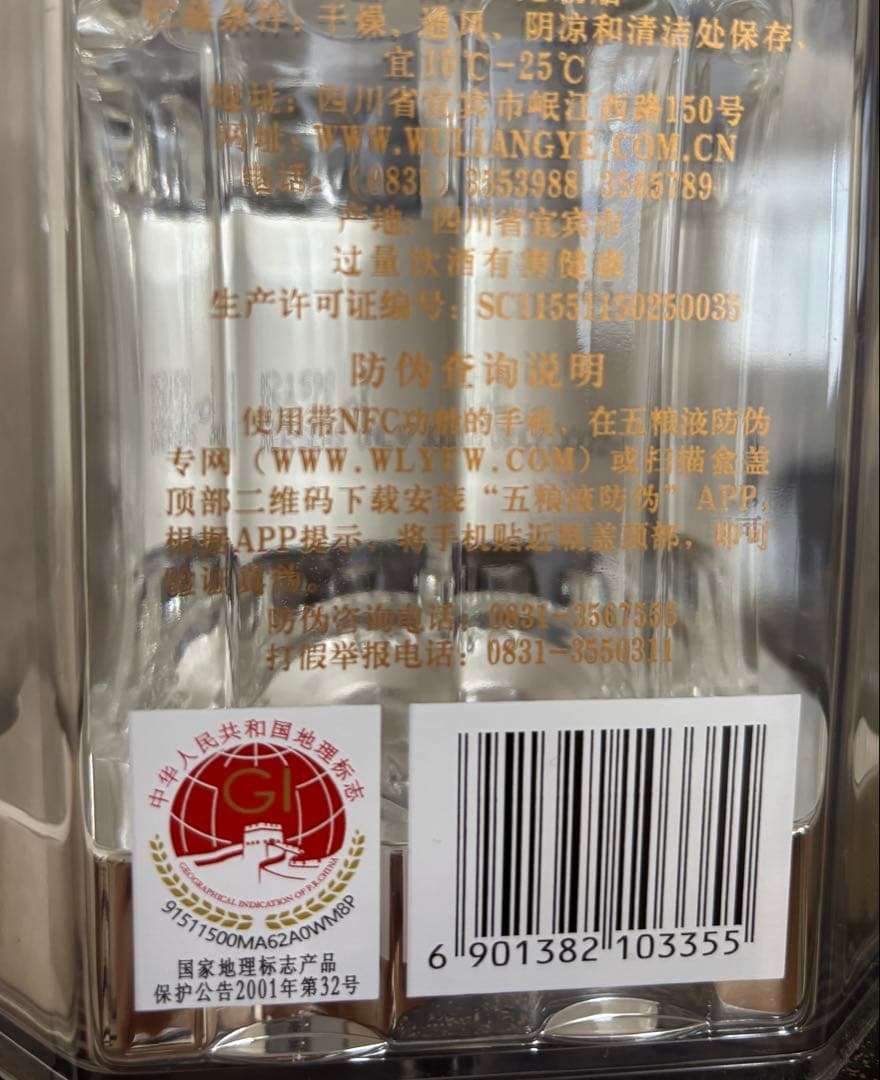 贮藏条件：干燥、通风、阴凉和清洁处保存、
宜10℃-25℃
地址：四川省宜宾市岷江西路150号
网址：WWW.WULIANGYE.COM.CN
电话：（0831）3553988 3565789
产地：四川省宜宾市
过量饮酒有害健康
生产许可证编号：SC11551150250035
防伪查询说明
使用带NFC功能的手机，在五粮液防伪
专网（WWW.WLYFW.COM）或扫描盒盖
顶部二维码下载安装“五粮液防伪”APP，
根据APP提示，将手机贴近瓶盖顶部，即可
验证真伪。
防伪咨询电话：0831-3567555
打假举报电话：0831-3550311
中华人民共和国地理标志
GI
GEOGRAPHICAL INDICATION OF P.R.CHINA
91511500MA62A0WM8P
国家地理标志产品
保护公告2001年第32号
6 901382 103355